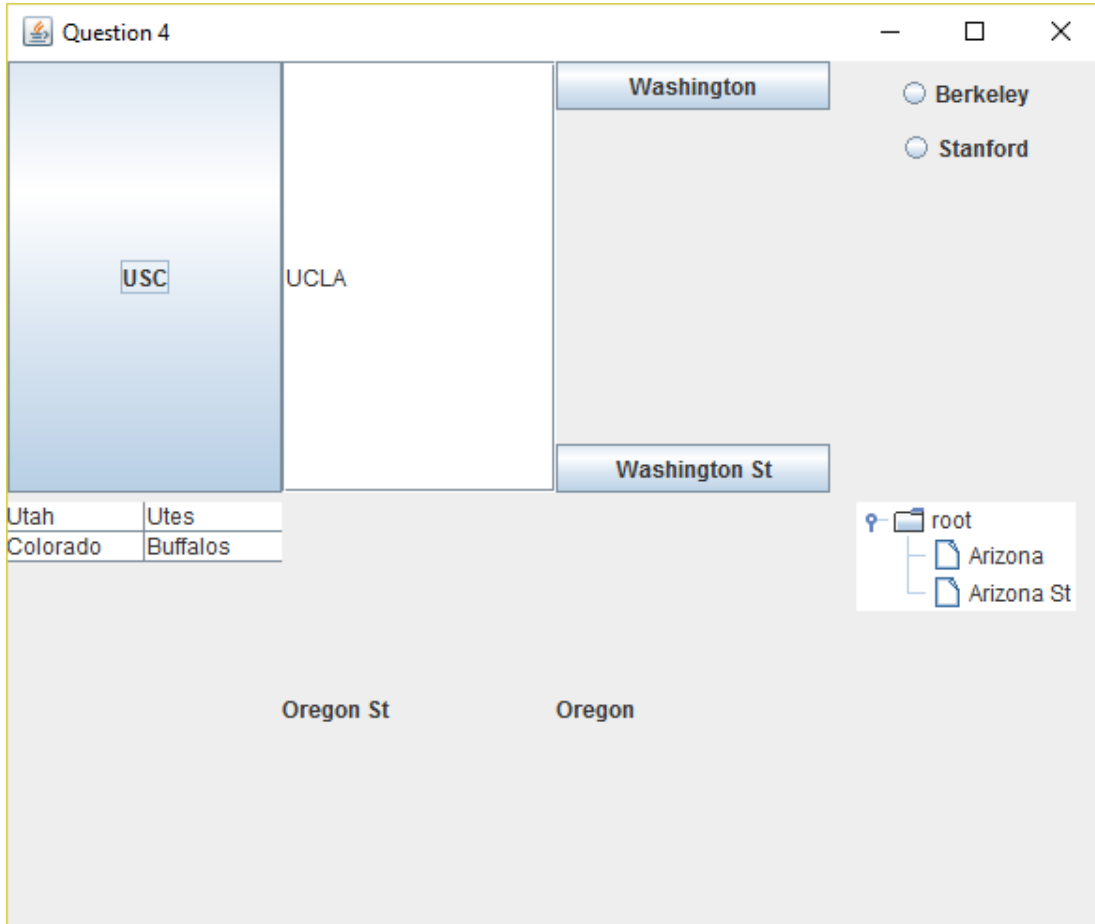 Question 4
Washington
Berkeley
Stanford
USC
UCLA
Washington St
Utah Utes
Colorado Buffalos
root
Arizona
Arizona St
Oregon St
Oregon